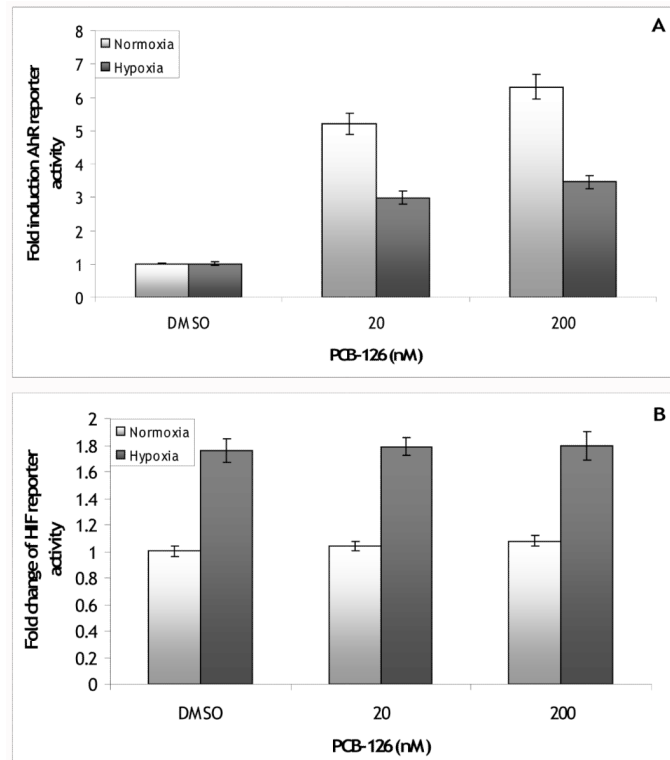 A
Normoxia
Hypoxia
Fold induction AhR reporter
activity
8
7
6
5
4
3
2
1
0
DMSO 20 200
PCB-126 (nM)
B
Normoxia
Hypoxia
Fold change of HIF reporter
activity
2
1.8
1.6
1.4
1.2
1
0.8
0.6
0.4
0.2
0
DMSO 20 200
PCB-126 (nM)